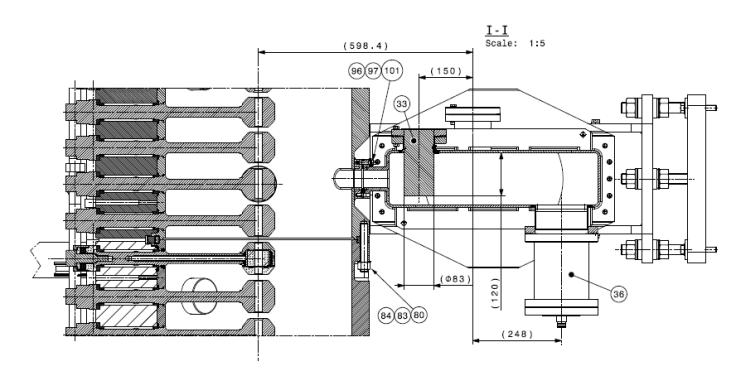 I-I
Scale: 1:5
(598.4)
(150)
96 97 101
33
(Φ83)
(120)
36
84 83 80
(248)